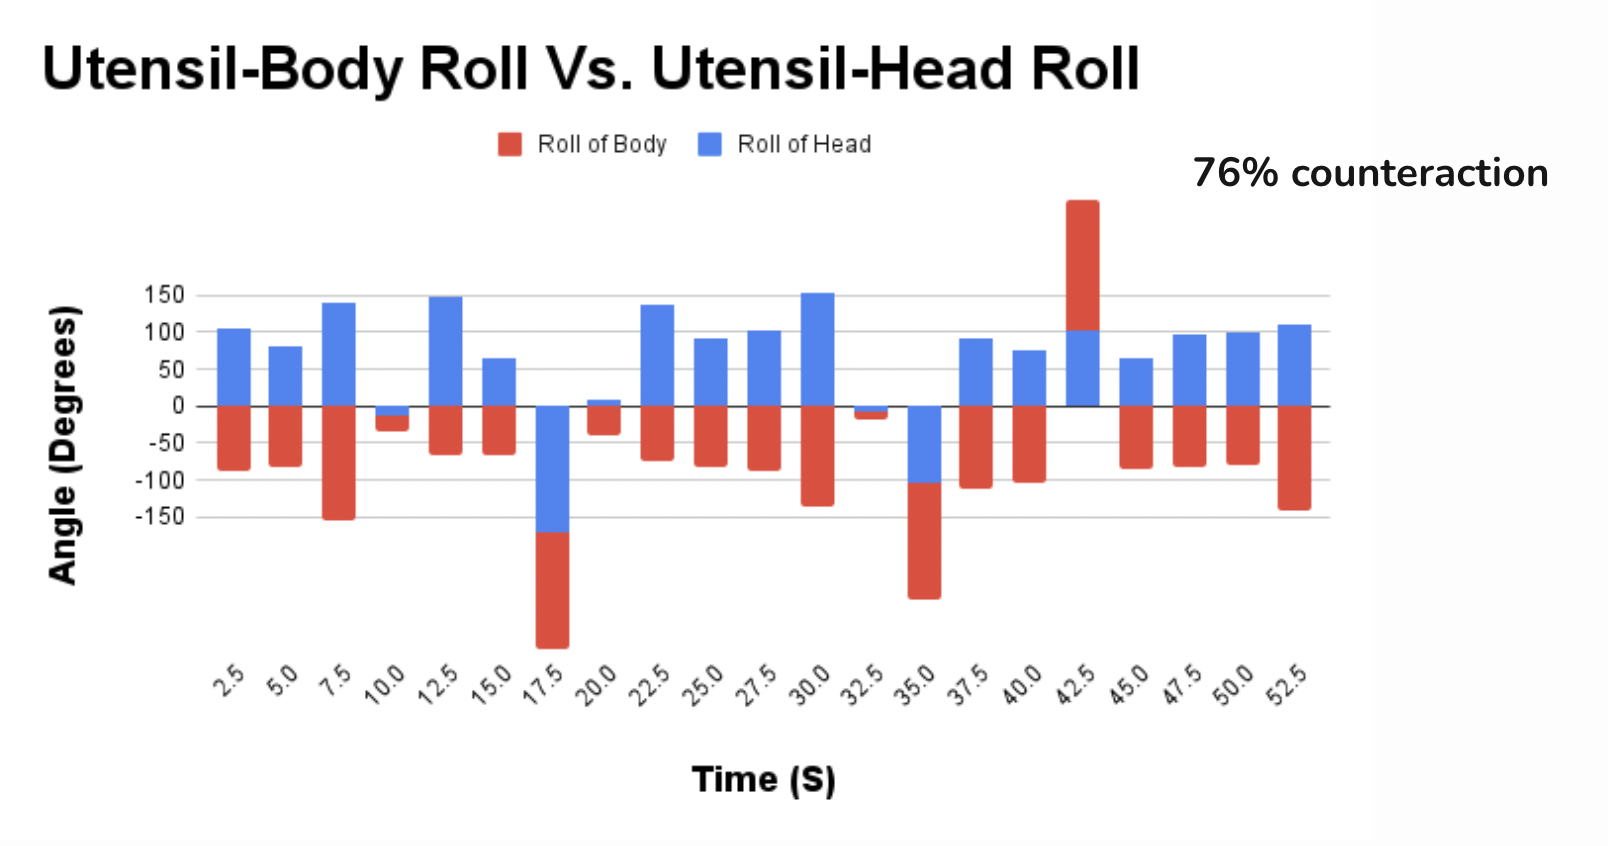 Utensil-Body Roll Vs. Utensil-Head Roll
Roll of Body Roll of Head
76% counteraction
Angle (Degrees)
150
100
50
0
-50
-100
-150
2.5 5.0 7.5 10.0 12.5 15.0 17.5 20.0 22.5 25.0 27.5 30.0 32.5 35.0 37.5 40.0 42.5 45.0 47.5 50.0 52.5
Time (S)